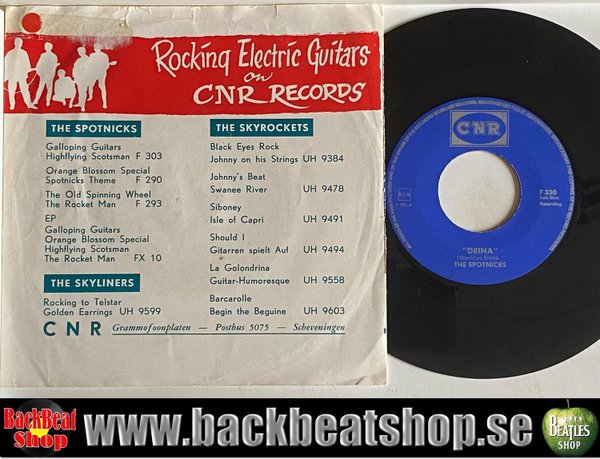 Rocking Electric Guitars
on
CNR RECORDS
THE SPOTNICKS
Galloping Guitars
Highflying Scotsman F 303
Orange Blossom Special
Spotnicks Theme F 290
The Old Spinning Wheel
The Rocket Man F 293
EP
Galloping Guitars
Orange Blossom Special
Highflying Scotsman
The Rocket Man FX 10
THE SKYLINERS
Rocking to Telstar
Golden Earrings UH 9599
THE SKYROCKETS
Black Eyes Rock
Johnny on his Strings UH 9384
Johnny's Beat
Swanee River UH 9478
Siboney
Isle of Capri UH 9491
Should I
Gitarren spielt Auf UH 9494
La Golondrina
Guitar-Humoresque UH 9558
Barcarolle
Begin the Beguine UH 9603
CNR Grammofoonplaten — Postbus 5075 — Scheveningen
CNR
F 330
Recording
"DRINA"
THE SPOTNICKS
BackBeat
Shop
www.backbeatshop.se
BEATLES
SHOP